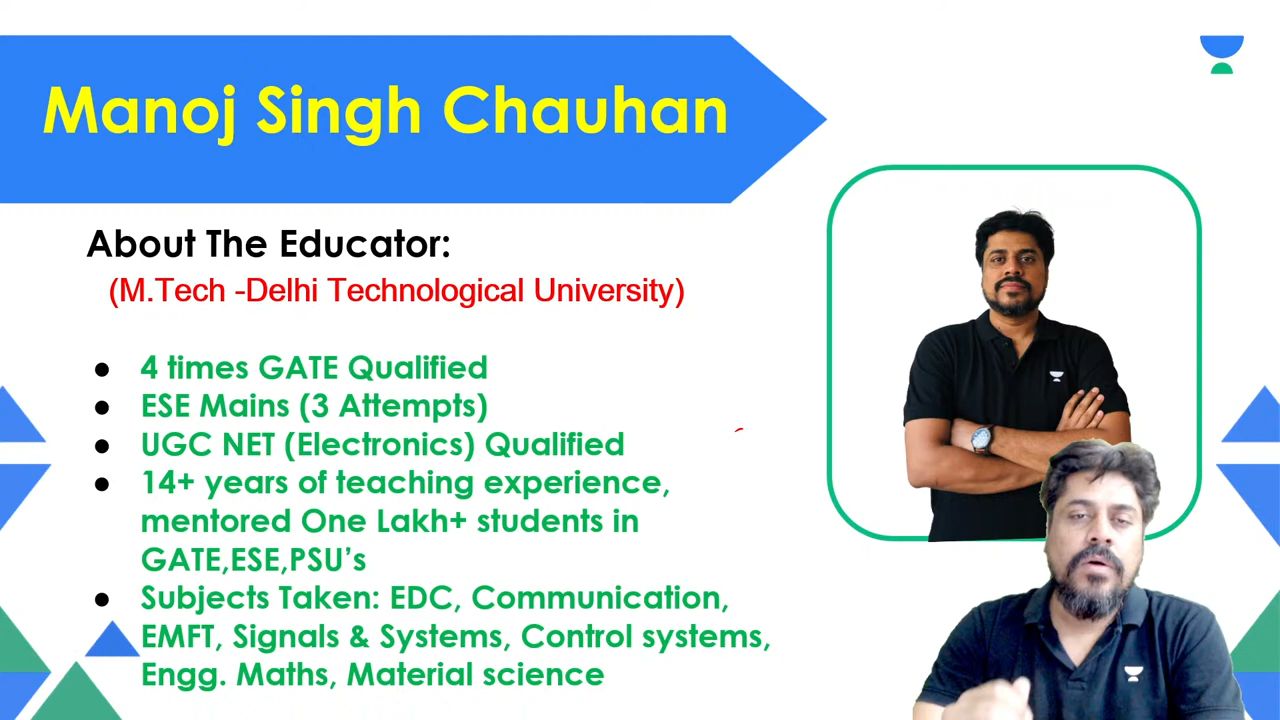 Manoj Singh Chauhan
About The Educator:
(M.Tech -Delhi Technological University)
● 4 times GATE Qualified
● ESE Mains (3 Attempts)
● UGC NET (Electronics) Qualified
● 14+ years of teaching experience,
mentored One Lakh+ students in
GATE,ESE,PSU’s
● Subjects Taken: EDC, Communication,
EMFT, Signals & Systems, Control systems,
Engg. Maths, Material science